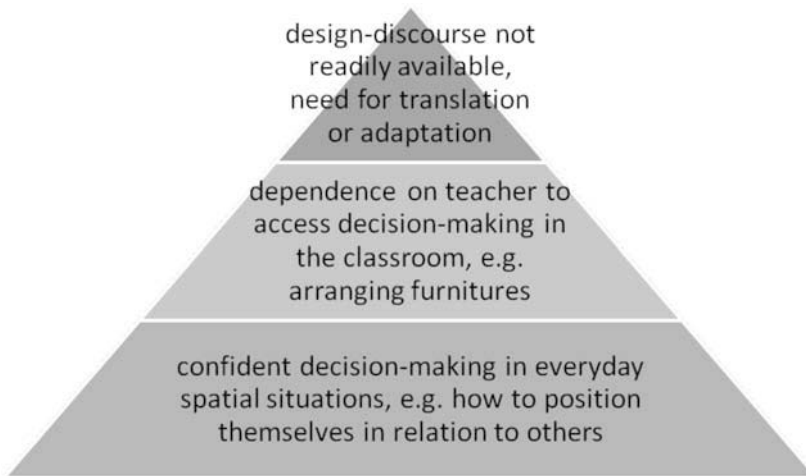 design-discourse not
readily available,
need for translation
or adaptation
dependence on teacher to
access decision-making in
the classroom, e.g.
arranging furnitures
confident decision-making in everyday
spatial situations, e.g. how to position
themselves in relation to others